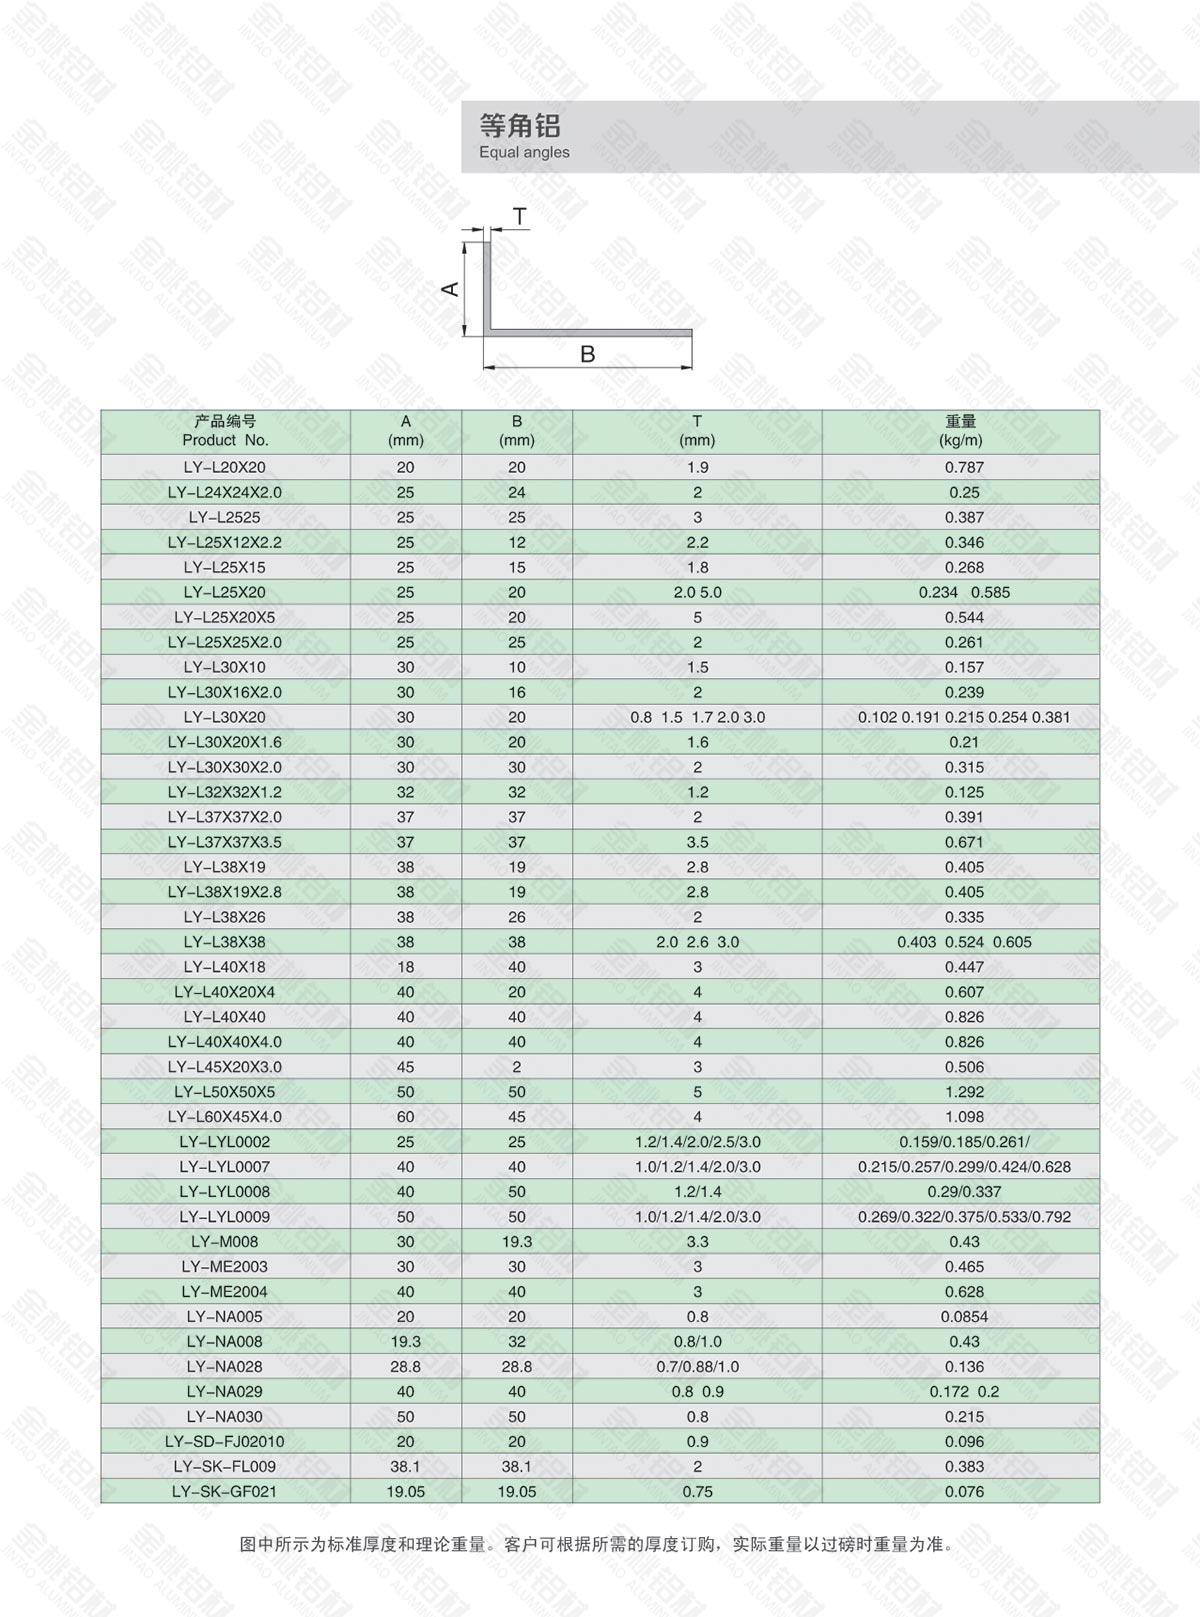 等角铝
Equal angles
T
A
B
产品编号 A B T 重量
Product No. (mm) (mm) (mm) (kg/m)
LY-L20X20 20 20 1.9 0.787
LY-L24X24X2.0 25 24 2 0.25
LY-L2525 25 25 3 0.387
LY-L25X12X2.2 25 12 2.2 0.346
LY-L25X15 25 15 1.8 0.268
LY-L25X20 25 20 2.0 5.0 0.234 0.585
LY-L25X20X5 25 20 5 0.544
LY-L25X25X2.0 25 25 2 0.261
LY-L30X10 30 10 1.5 0.157
LY-L30X16X2.0 30 16 2 0.239
LY-L30X20 30 20 0.8 1.5 1.7 2.0 3.0 0.102 0.191 0.215 0.254 0.381
LY-L30X20X1.6 30 20 1.6 0.21
LY-L30X30X2.0 30 30 2 0.315
LY-L32X32X1.2 32 32 1.2 0.125
LY-L37X37X2.0 37 37 2 0.391
LY-L37X37X3.5 37 37 3.5 0.671
LY-L38X19 38 19 2.8 0.405
LY-L38X19X2.8 38 19 2.8 0.405
LY-L38X26 38 26 2 0.335
LY-L38X38 38 38 2.0 2.6 3.0 0.403 0.524 0.605
LY-L40X18 18 40 3 0.447
LY-L40X20X4 40 20 4 0.607
LY-L40X40 40 40 4 0.826
LY-L40X40X4.0 40 40 4 0.826
LY-L45X20X3.0 45 2 3 0.506
LY-L50X50X5 50 50 5 1.292
LY-L60X45X4.0 60 45 4 1.098
LY-LYL0002 25 25 1.2/1.4/2.0/2.5/3.0 0.159/0.185/0.261/
LY-LYL0007 40 40 1.0/1.2/1.4/2.0/3.0 0.215/0.257/0.299/0.424/0.628
LY-LYL0008 40 50 1.2/1.4 0.29/0.337
LY-LYL0009 50 50 1.0/1.2/1.4/2.0/3.0 0.269/0.322/0.375/0.533/0.792
LY-M008 30 19.3 3.3 0.43
LY-ME2003 30 30 3 0.465
LY-ME2004 40 40 3 0.628
LY-NA005 20 20 0.8 0.0854
LY-NA008 19.3 32 0.8/1.0 0.43
LY-NA028 28.8 28.8 0.7/0.88/1.0 0.136
LY-NA029 40 40 0.8 0.9 0.172 0.2
LY-NA030 50 50 0.8 0.215
LY-SD-FJ02010 20 20 0.9 0.096
LY-SK-FL009 38.1 38.1 2 0.383
LY-SK-GF021 19.05 19.05 0.75 0.076
图中所示为标准厚度和理论重量。客户可根据所需的厚度订购，实际重量以过磅时重量为准。
金桃铝材
JINTAO ALUMINIUM